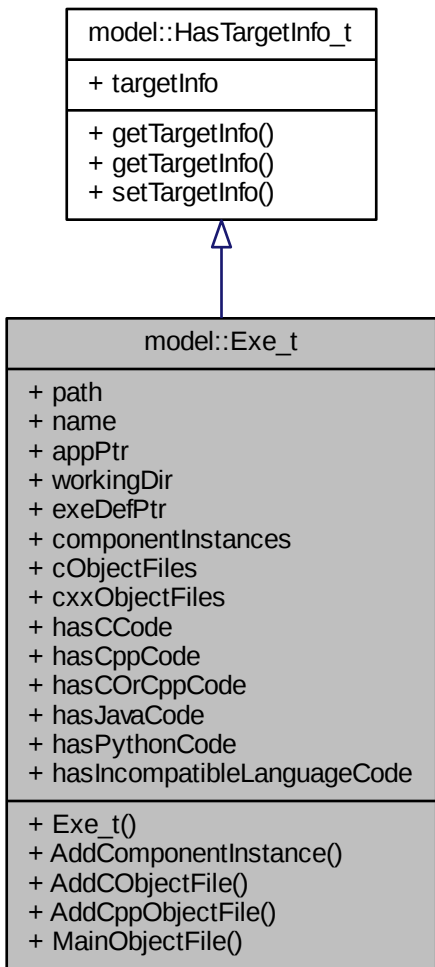 model::HasTargetInfo_t
+ targetInfo
+ getTargetInfo()
+ getTargetInfo()
+ setTargetInfo()
model::Exe_t
+ path
+ name
+ appPtr
+ workingDir
+ exeDefPtr
+ componentInstances
+ cObjectFiles
+ cxxObjectFiles
+ hasCCode
+ hasCppCode
+ hasCOrCppCode
+ hasJavaCode
+ hasPythonCode
+ hasIncompatibleLanguageCode
+ Exe_t()
+ AddComponentInstance()
+ AddCObjectFile()
+ AddCppObjectFile()
+ MainObjectFile()